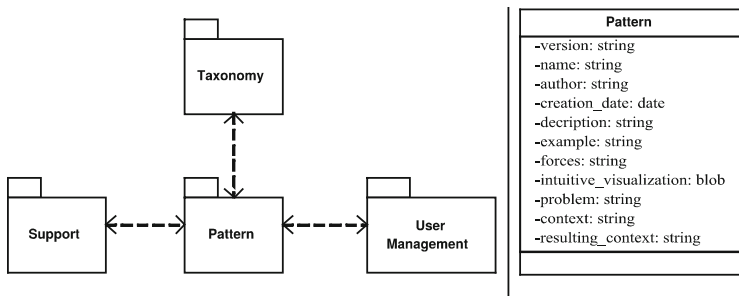 Taxonomy
Support
Pattern
User
Management
Pattern
-version: string
-name: string
-author: string
-creation_date: date
-decription: string
-example: string
-forces: string
-intuitive_visualization: blob
-problem: string
-context: string
-resulting_context: string